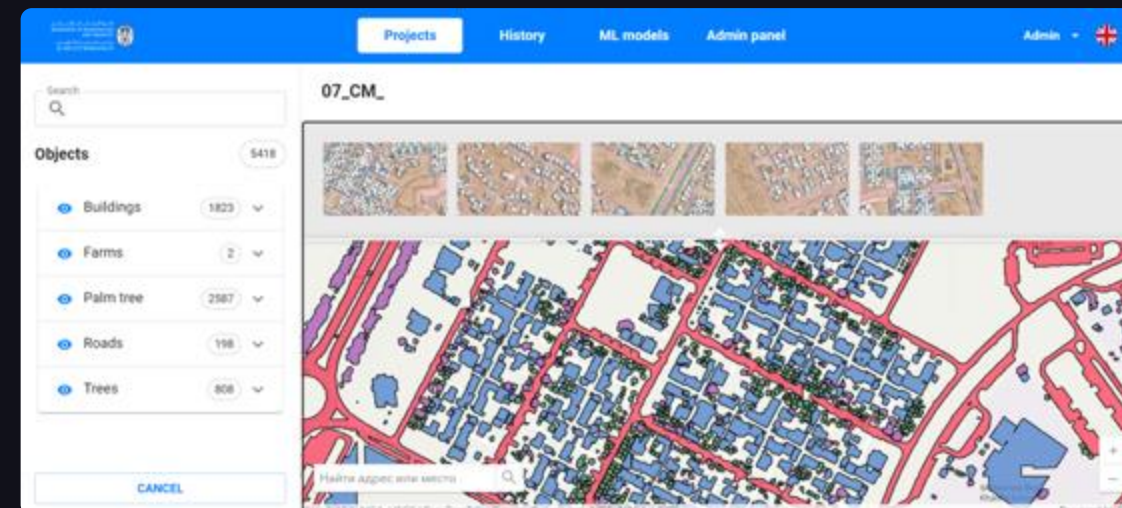 Projects
History
ML models
Admin panel
Admin
Search
07_CM_
Objects
5418
Buildings
1823
Farms
2
Palm tree
2587
Roads
198
Trees
808
CANCEL
Найти адрес или место
+
−